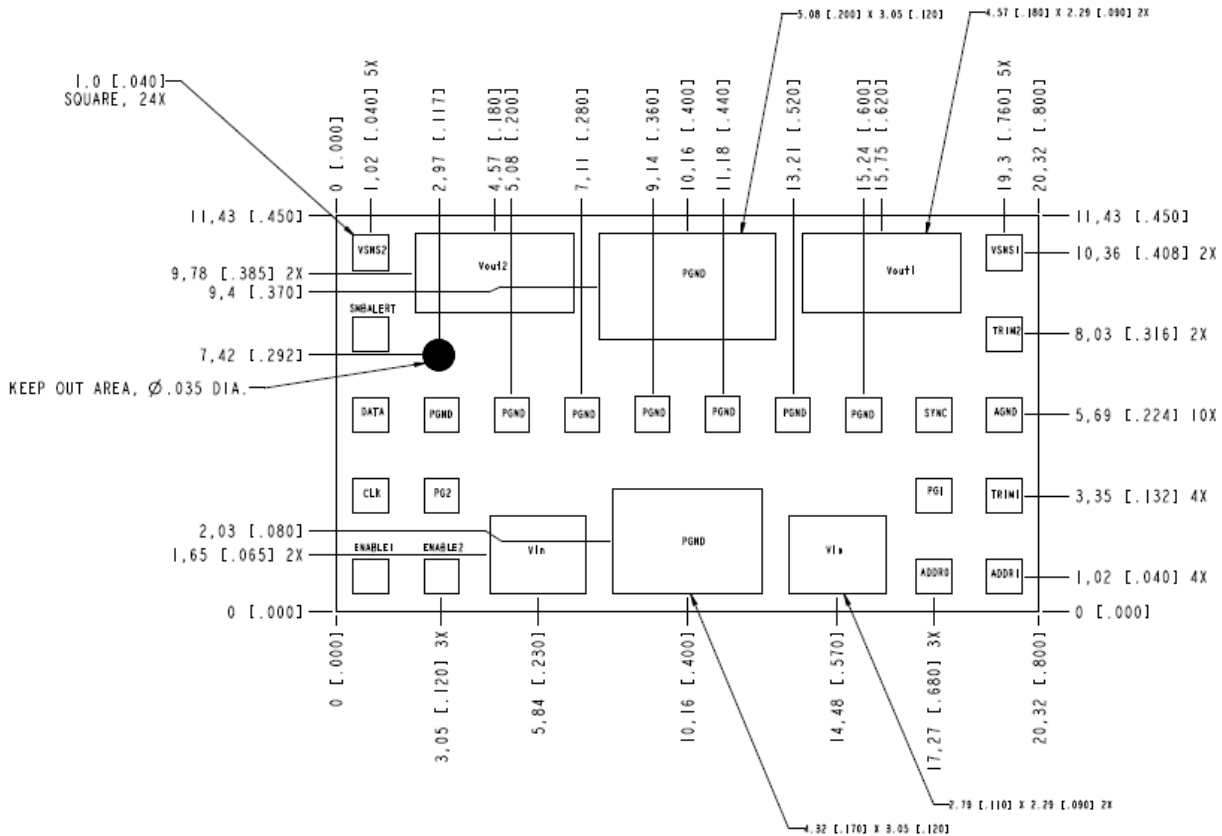 5.08 [.200] X 3.05 [.120]
4.57 [.180] X 2.29 [.090] 2X
1.0 [.040]
SQUARE, 24X
0 [.000]
1,02 [.040] 5X
2,97 [.117]
4,57 [.180]
5,08 [.200]
7,11 [.280]
9,14 [.360]
10,16 [.400]
11,18 [.440]
13,21 [.520]
15,24 [.600]
15,75 [.620]
19,3 [.760] 5X
20,32 [.800]
11,43 [.450]
11,43 [.450]
VSNS2
Vout2
PGND
Vout1
VSNS1
10,36 [.408] 2X
9,78 [.385] 2X
9,4 [.370]
SMBALERT
TRIM2
8,03 [.316] 2X
7,42 [.292]
KEEP OUT AREA, Ø.035 DIA.
DATA
PGND
PGND
PGND
PGND
PGND
PGND
PGND
SYNC
AGND
5,69 [.224] 10X
CLK
PG2
PG1
TRIM1
3,35 [.132] 4X
2,03 [.080]
1,65 [.065] 2X
ENABLE1
ENABLE2
Vin
PGND
Vin
ADDR0
ADDR1
1,02 [.040] 4X
0 [.000]
0 [.000]
0 [.000]
3,05 [.120] 3X
5,84 [.230]
10,16 [.400]
14,48 [.570]
17,27 [.680] 3X
20,32 [.800]
2.79 [.110] X 2.29 [.090] 2X
4.32 [.170] X 3.05 [.120]